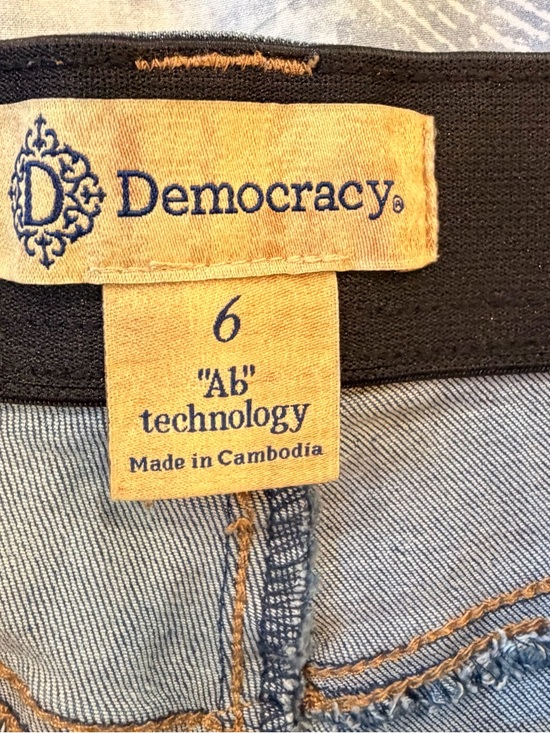 D Democracy®
6
"Ab"
technology
Made in Cambodia